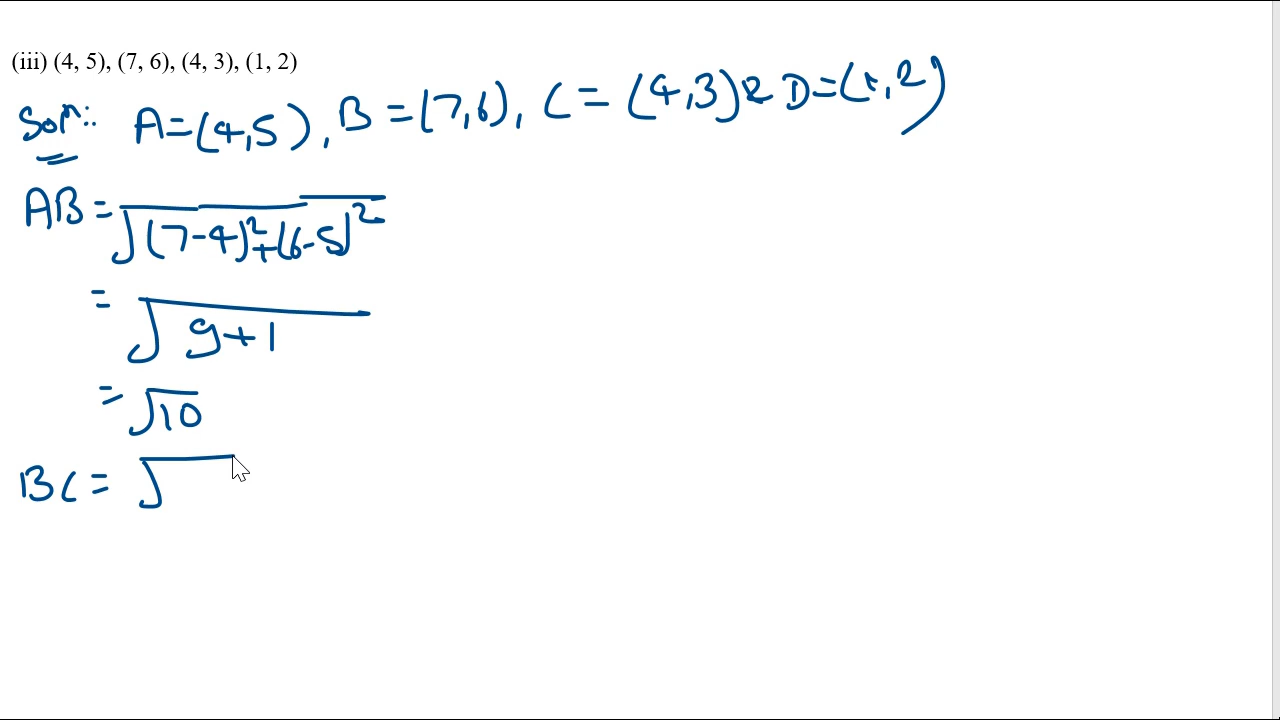 (iii) (4, 5), (7, 6), (4, 3), (1, 2)
Soln:: A=(4,5), B=(7,6), C=(4,3)& D=(1,2)
AB=√(7-4)²+(6-5)²
= √9+1
= √10
BC= √